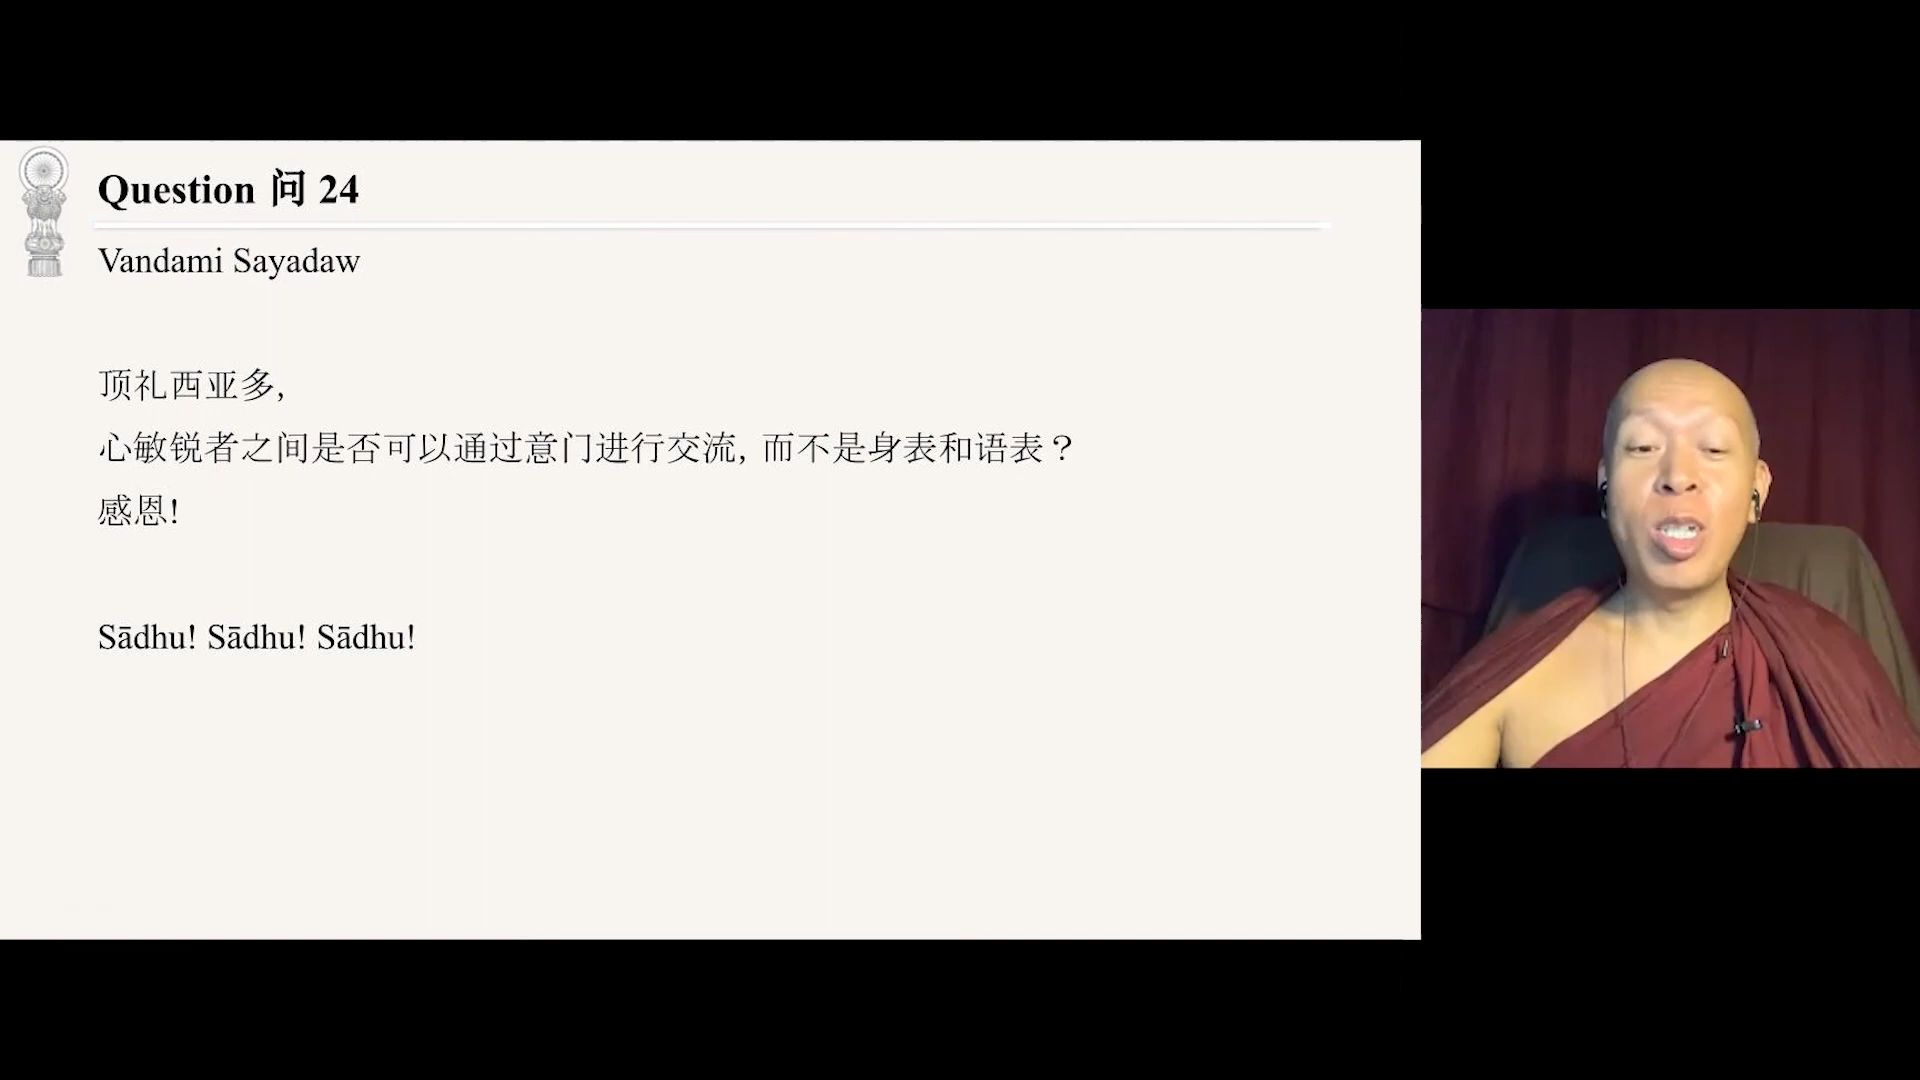 Question 问 24
Vandami Sayadaw
顶礼西亚多,
心敏锐者之间是否可以通过意门进行交流, 而不是身表和语表？
感恩!
Sādhu! Sādhu! Sādhu!